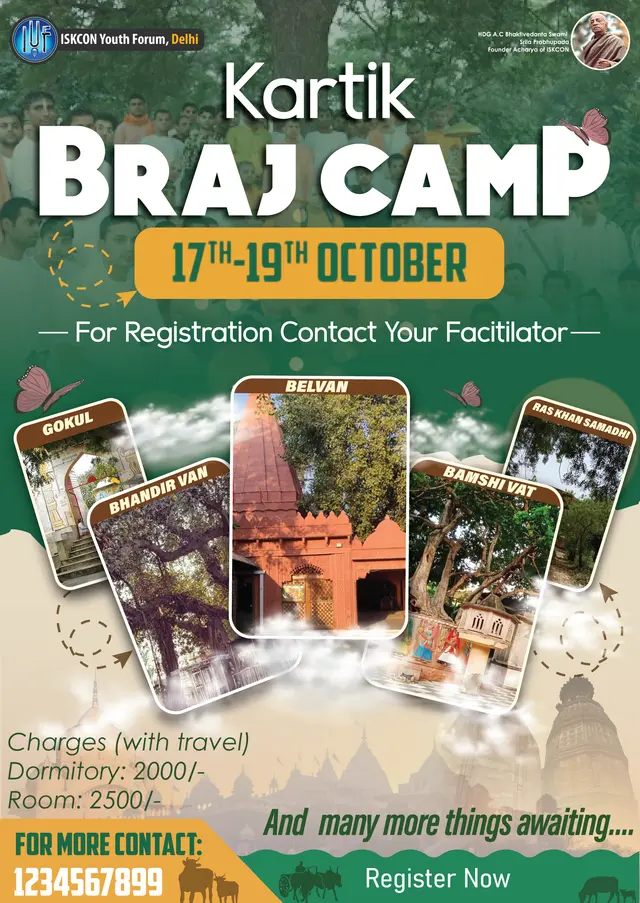 ISKCON Youth Forum, Delhi
HDG A.C Bhaktivedanta Swami
Srila Prabhupada
Founder Acharya of ISKCON
Kartik
BRAJ CAMP
17TH-19TH OCTOBER
For Registration Contact Your Facitilator
BELVAN
GOKUL
RAS KHAN SAMADHI
BHANDIR VAN
BAMSHI VAT
Charges (with travel)
Dormitory: 2000/-
Room: 2500/-
And many more things awaiting....
FOR MORE CONTACT:
1234567899
Register Now